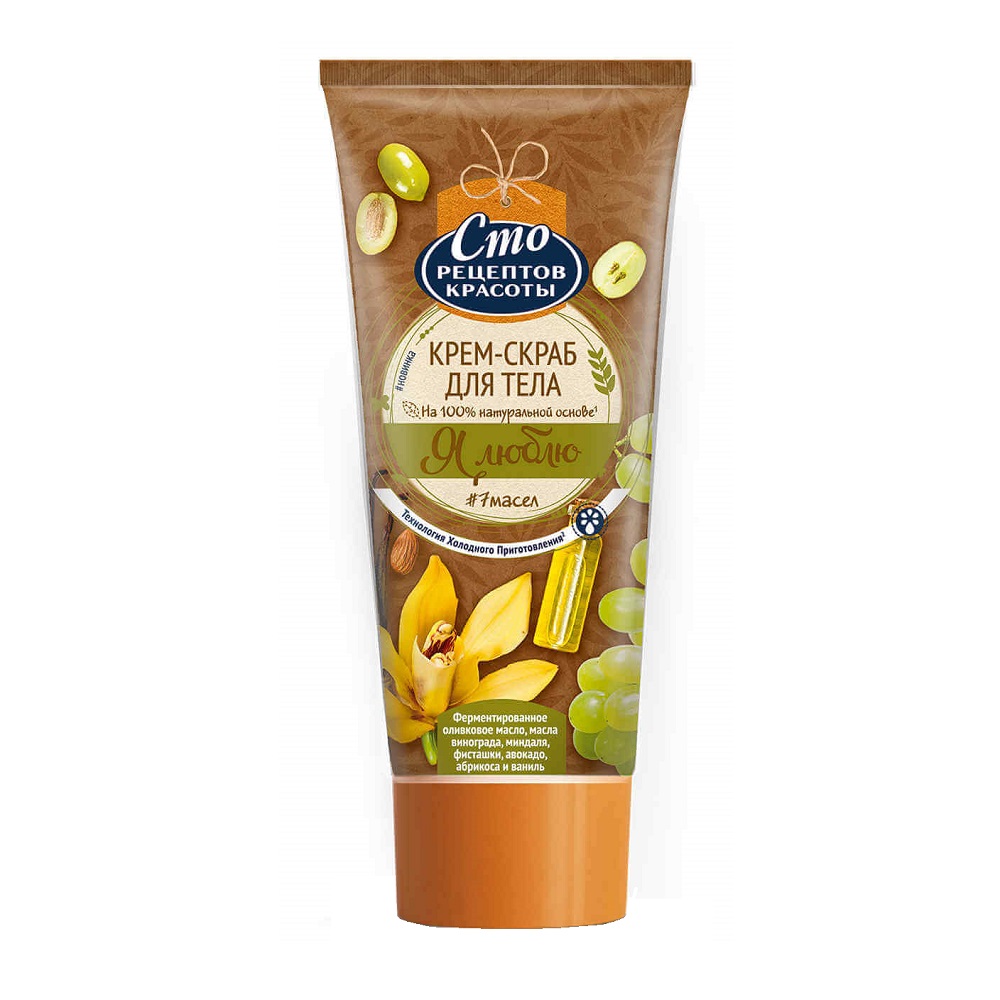 Сто
РЕЦЕПТОВ
КРАСОТЫ
#новинка
КРЕМ-СКРАБ
ДЛЯ ТЕЛА
На 100% натуральной основе¹
Я люблю
#7масел
Технология Холодного Приготовления²
Ферментированное
оливковое масло, масла
винограда, миндаля,
фисташки, авокадо,
абрикоса и ваниль